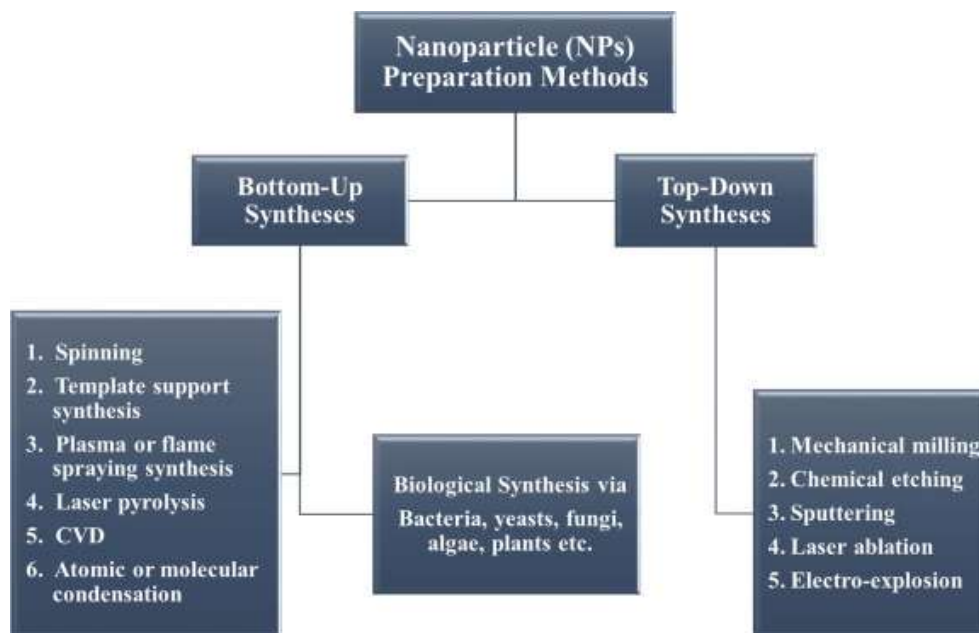 Nanoparticle (NPs)
Preparation Methods
Bottom-Up
Syntheses
Top-Down
Syntheses
1. Spinning
2. Template support
synthesis
3. Plasma or flame
spraying synthesis
4. Laser pyrolysis
5. CVD
6. Atomic or molecular
condensation
Biological Synthesis via
Bacteria, yeasts, fungi,
algae, plants etc.
1. Mechanical milling
2. Chemical etching
3. Sputtering
4. Laser ablation
5. Electro-explosion